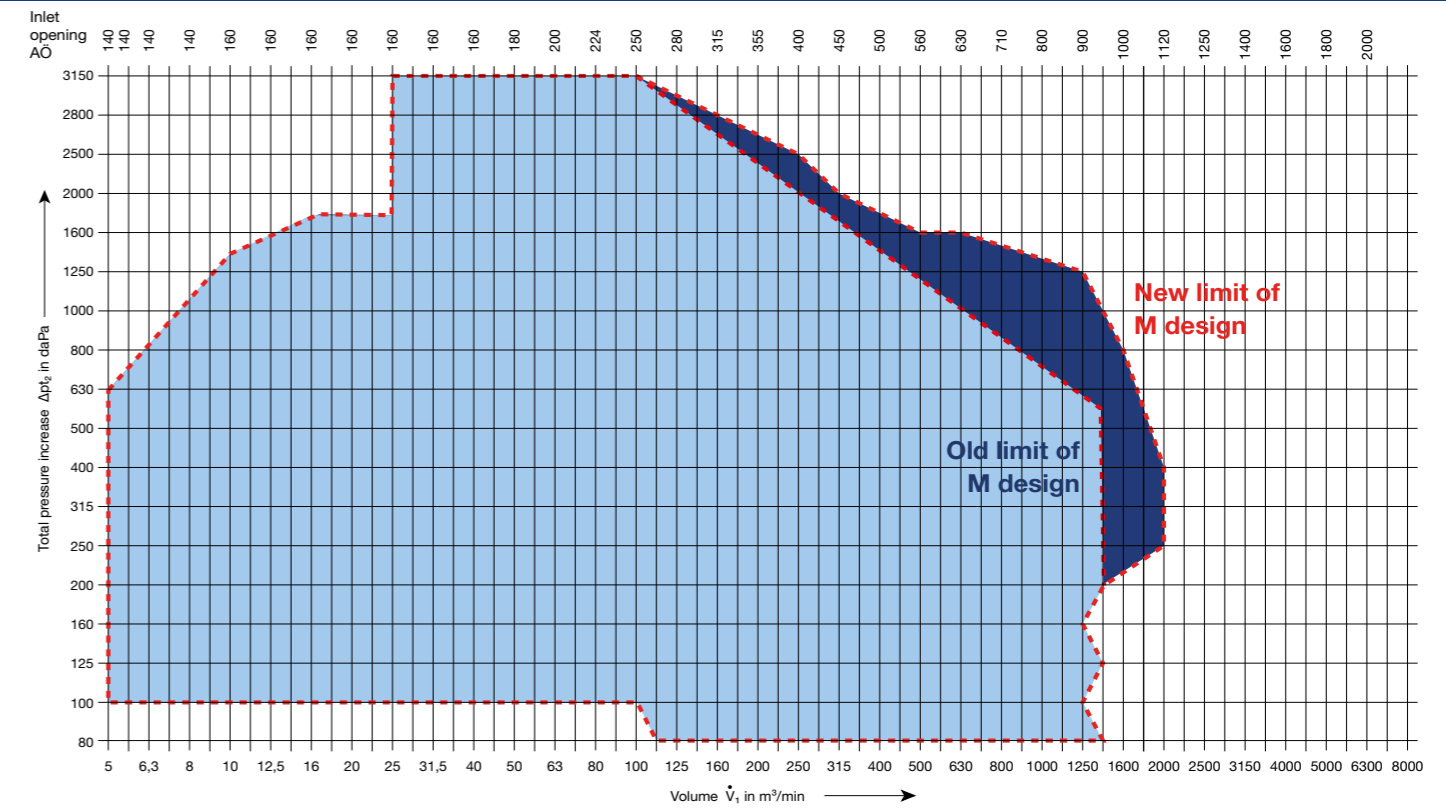 Inlet
opening
AÖ
140 140 140 140 160 160 160 160 160 160 180 200 224 250 280 315 355 400 450 500 560 630 710 800 900 1000 1120 1250 1400 1600 1800 2000
3150
2800
2500
2000
1600
1250
1000
800
630
500
400
315
250
200
160
125
100
80
Total pressure increase Δpt₂ in daPa
New limit of
M design
Old limit of
M design
5 6,3 8 10 12,5 16 20 25 31,5 40 50 63 80 100 125 160 200 250 315 400 500 630 800 1000 1250 1600 2000 2500 3150 4000 5000 6300 8000
Volume V̇₁ in m³/min